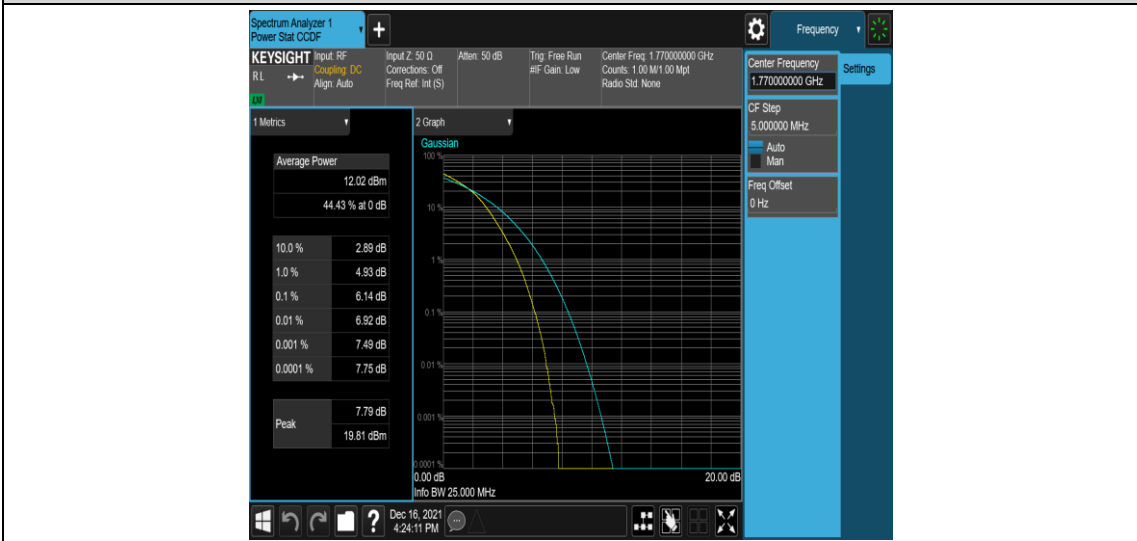 Spectrum Analyzer 1
Power Stat CCDF
+
Frequency
KEYSIGHT
R L
LXI
Input: RF
Coupling: DC
Align: Auto
Input Z: 50 Ω
Corrections: Off
Freq Ref: Int (S)
Atten: 50 dB
Trig: Free Run
#IF Gain: Low
Center Freq: 1.770000000 GHz
Counts: 1.00 M/1.00 Mpt
Radio Std: None
Center Frequency
1.770000000 GHz
Settings
CF Step
5.000000 MHz
Auto
Man
Freq Offset
0 Hz
1 Metrics
Average Power
12.02 dBm
44.43 % at 0 dB
10.0 % 2.89 dB
1.0 % 4.93 dB
0.1 % 6.14 dB
0.01 % 6.92 dB
0.001 % 7.49 dB
0.0001 % 7.75 dB
Peak 7.79 dB
19.81 dBm
2 Graph
Gaussian
100 %
10 %
1 %
0.1 %
0.01 %
0.001 %
0.0001 %
0.00 dB 20.00 dB
Info BW 25.000 MHz
?
Dec 16, 2021
4:24:11 PM